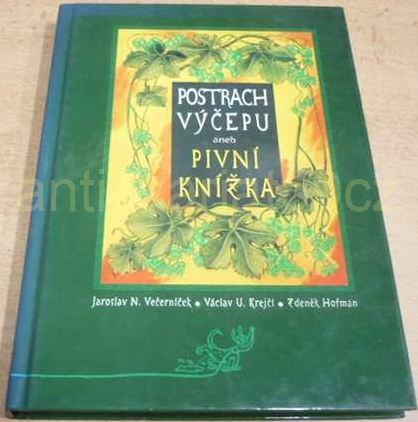 POSTRACH
VÝČEPU
aneb
PIVNÍ
KNÍŽKA
Jaroslav N. Večerníček • Václav U. Krejčí • Zdeněk Hofman